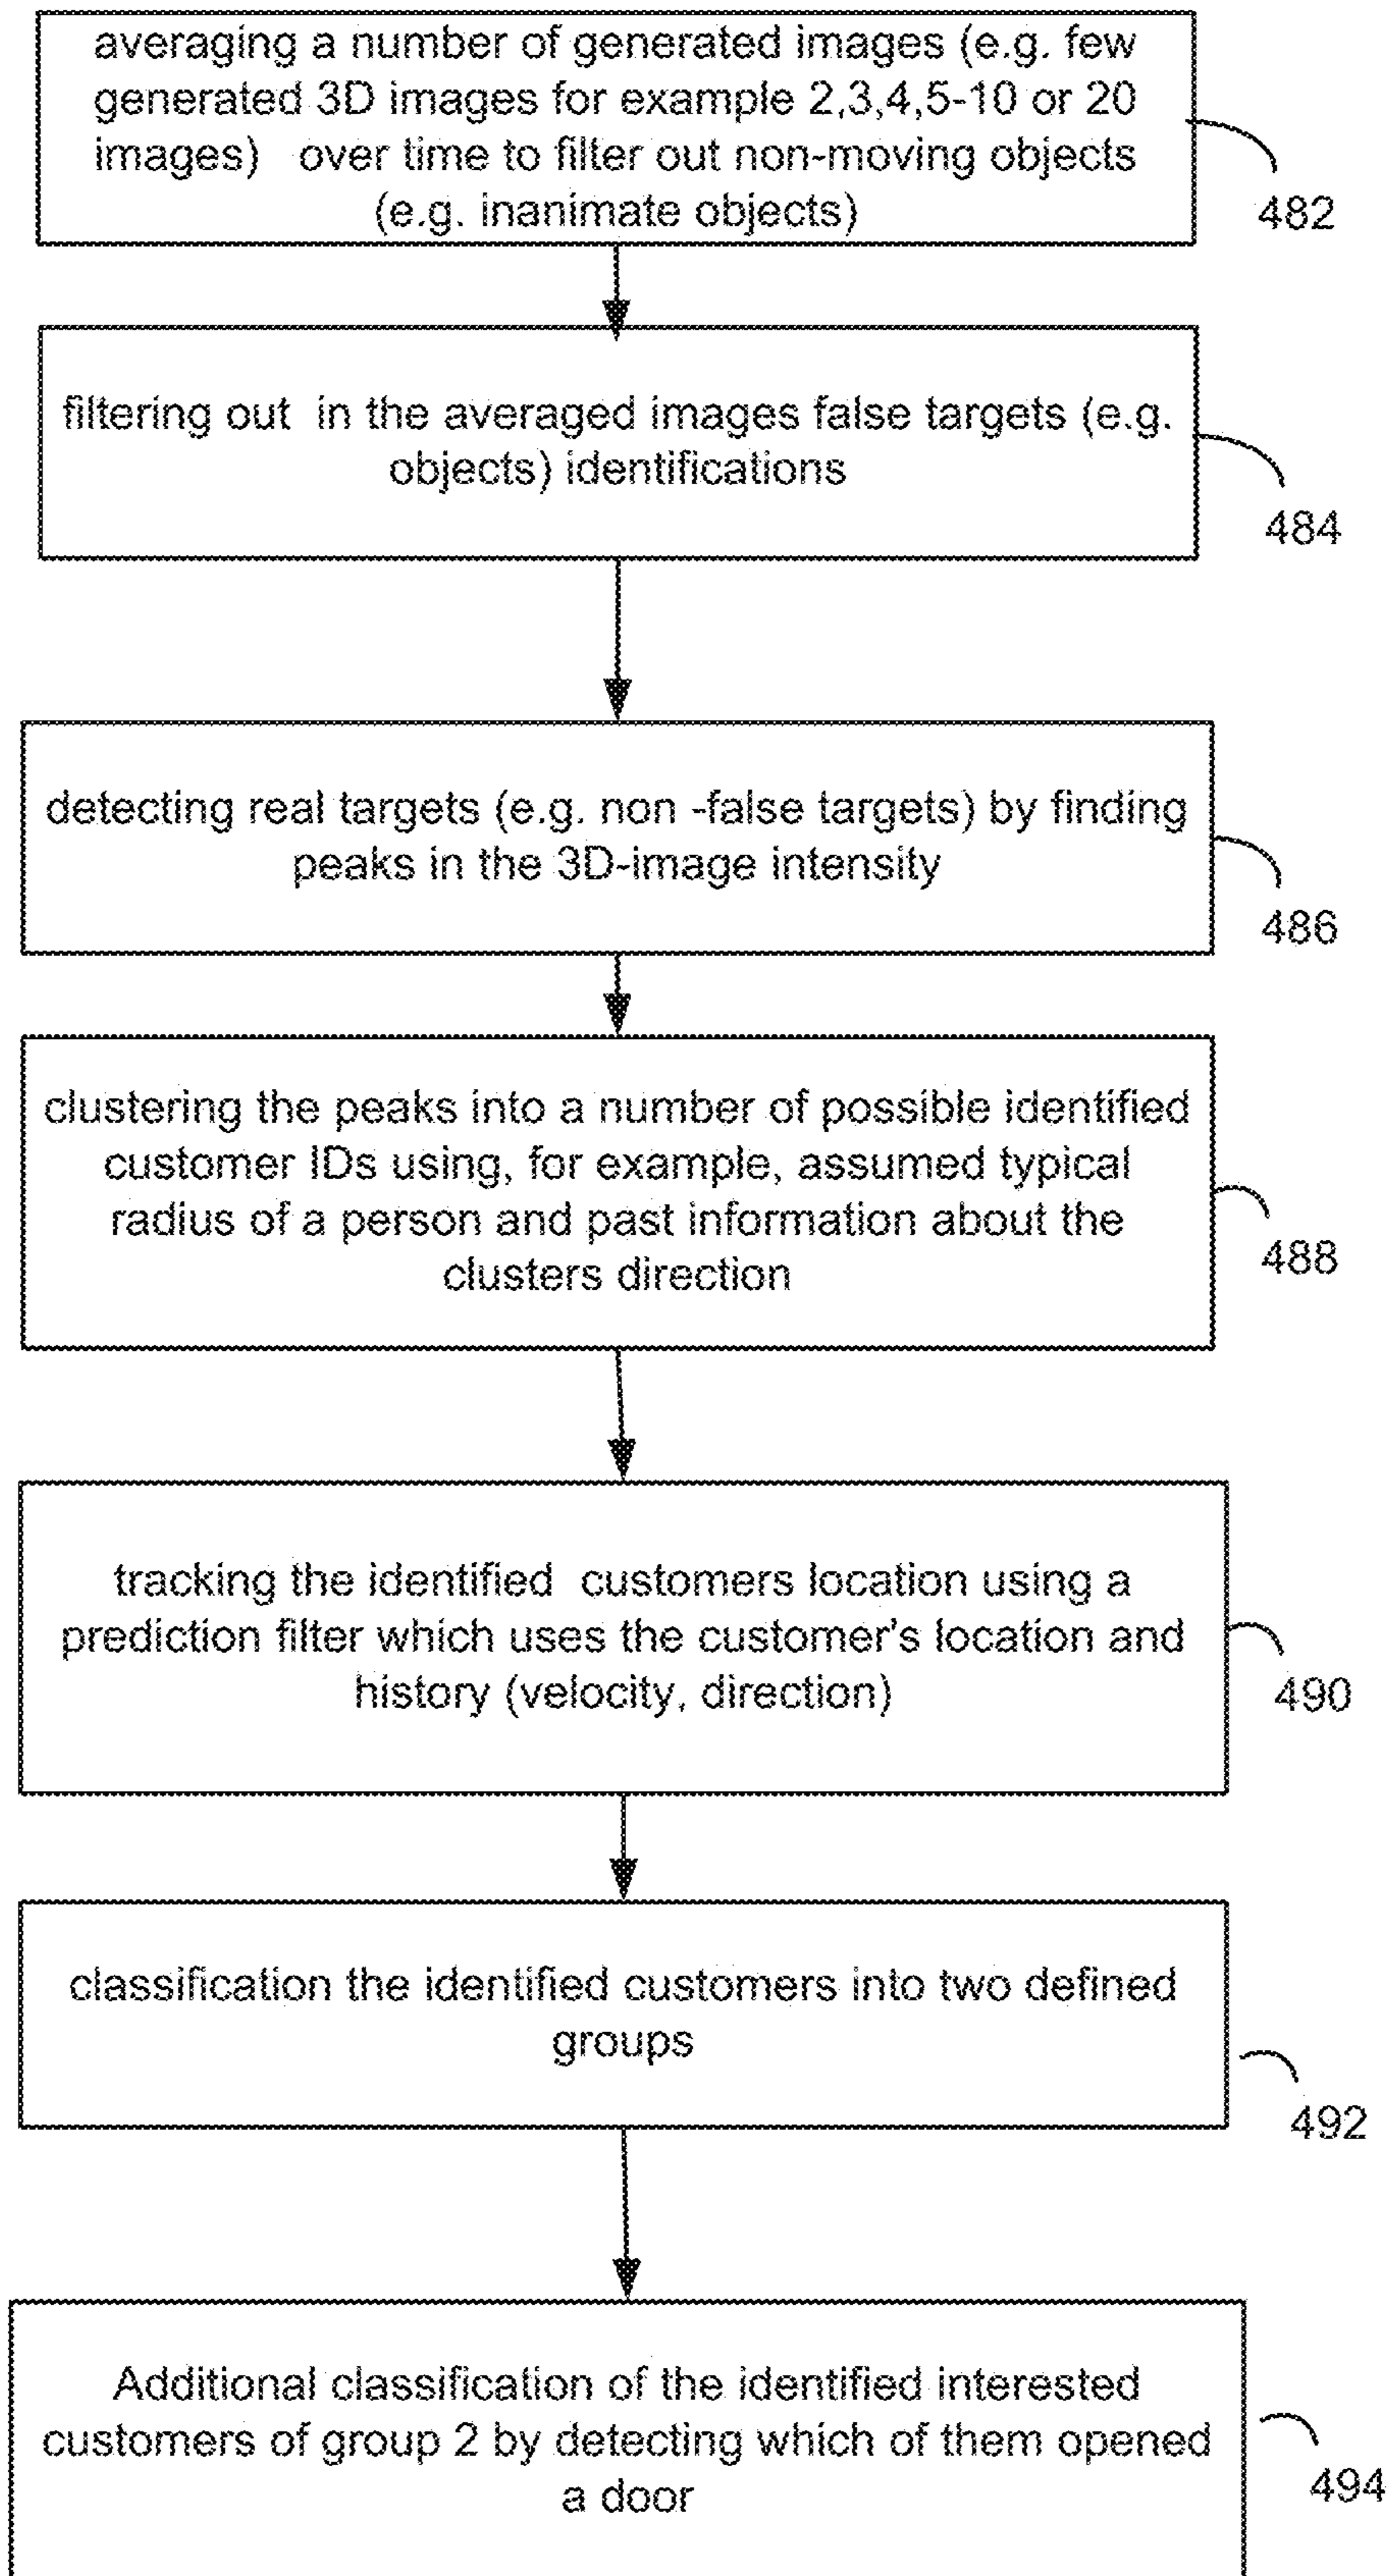 averaging a number of generated images (e.g. few
generated 3D images for example 2,3,4,5-10 or 20
images) over time to filter out non-moving objects
(e.g. inanimate objects)
482
filtering out in the averaged images false targets (e.g.
objects) identifications
484
detecting real targets (e.g. non -false targets) by finding
peaks in the 3D-image intensity
486
clustering the peaks into a number of possible identified
customer IDs using, for example, assumed typical
radius of a person and past information about the
clusters direction
488
tracking the identified customers location using a
prediction filter which uses the customer's location and
history (velocity, direction)
490
classification the identified customers into two defined
groups
492
Additional classification of the identified interested
customers of group 2 by detecting which of them opened
a door
494